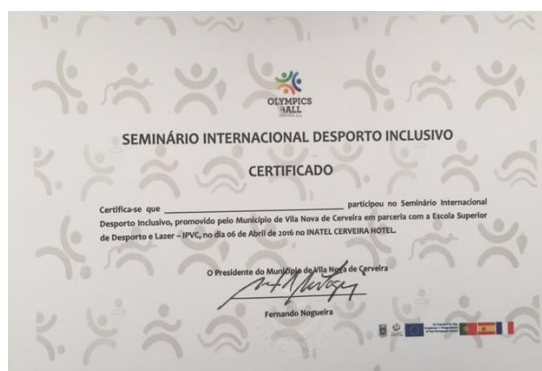 OLYMPICS
4ALL
SEMINÁRIO INTERNACIONAL DESPORTO INCLUSIVO
CERTIFICADO
Certifica-se que ______________________________ participou no Seminário Internacional
Desporto Inclusivo, promovido pelo Município de Vila Nova de Cerveira em parceria com a Escola Superior
de Desporto e Lazer – IPVC, no dia 06 de Abril de 2016 no INATEL CERVEIRA HOTEL.
O Presidente do Município de Vila Nova de Cerveira
Fernando Nogueira